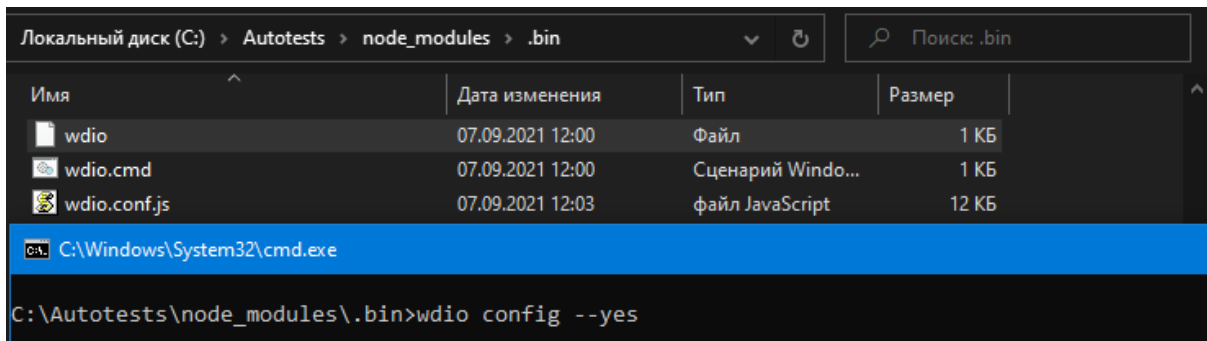 Локальный диск (C:) > Autotests > node_modules > .bin Поиск: .bin
Имя Дата изменения Тип Размер
wdio 07.09.2021 12:00 Файл 1 КБ
wdio.cmd 07.09.2021 12:00 Сценарий Windo... 1 КБ
wdio.conf.js 07.09.2021 12:03 файл JavaScript 12 КБ
C:\Windows\System32\cmd.exe
C:\Autotests\node_modules\.bin>wdio config --yes